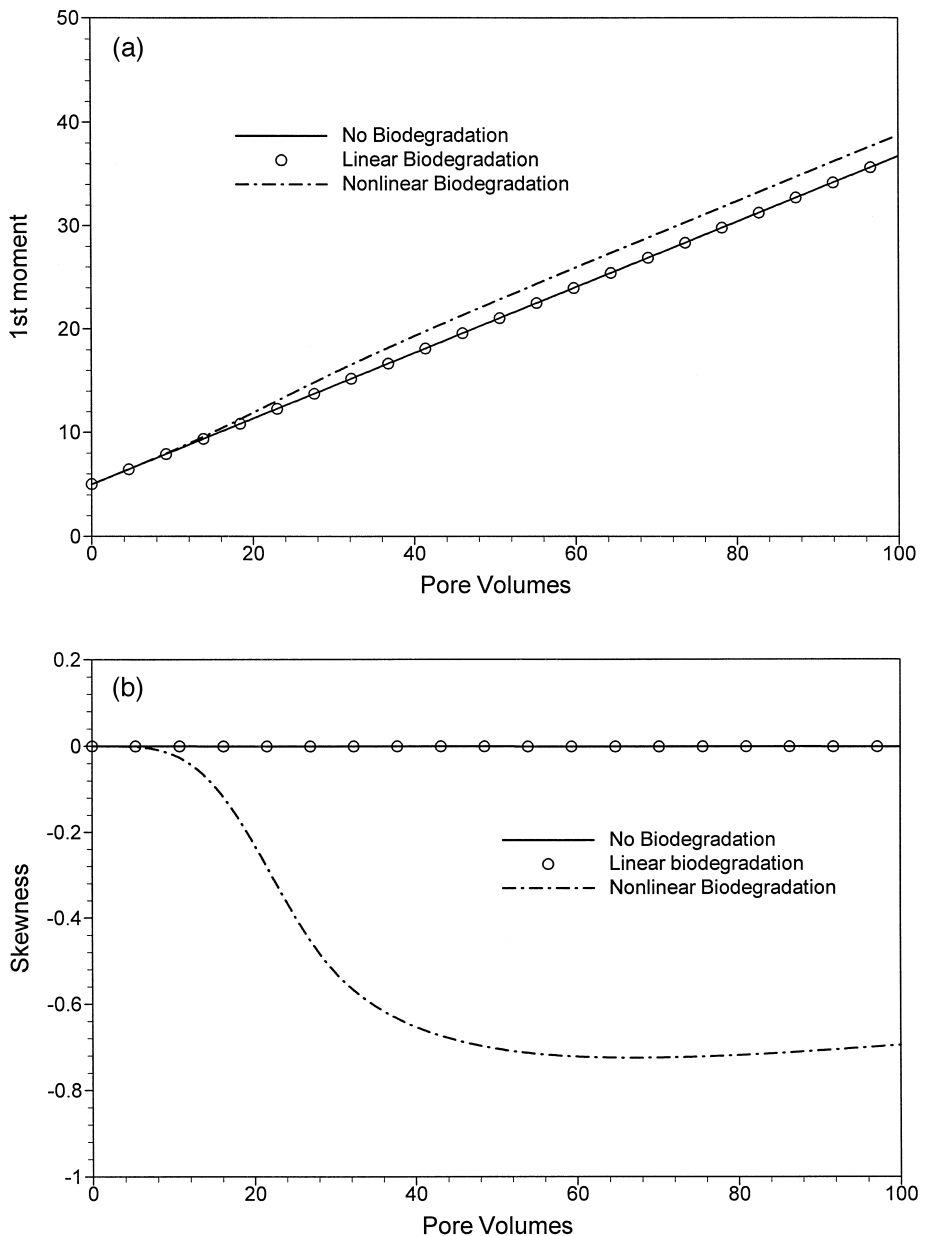 (a)
50
40
30
20
10
0
1st moment
No Biodegradation
Linear Biodegradation
Nonlinear Biodegradation
0 20 40 60 80 100
Pore Volumes
(b)
0.2
0
-0.2
-0.4
-0.6
-0.8
-1
Skewness
No Biodegradation
Linear biodegradation
Nonlinear Biodegradation
0 20 40 60 80 100
Pore Volumes